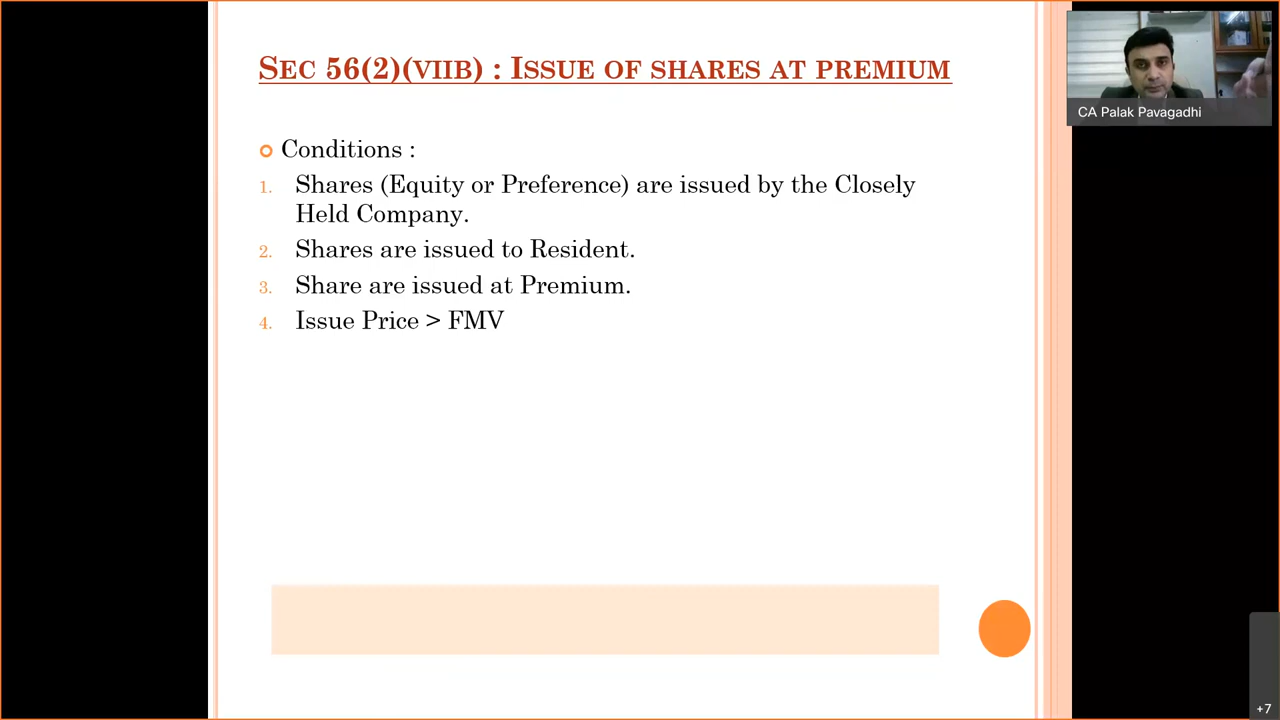 SEC 56(2)(VIIB) : ISSUE OF SHARES AT PREMIUM
CA Palak Pavagadhi
Conditions :
1. Shares (Equity or Preference) are issued by the Closely
Held Company.
2. Shares are issued to Resident.
3. Share are issued at Premium.
4. Issue Price > FMV
+7